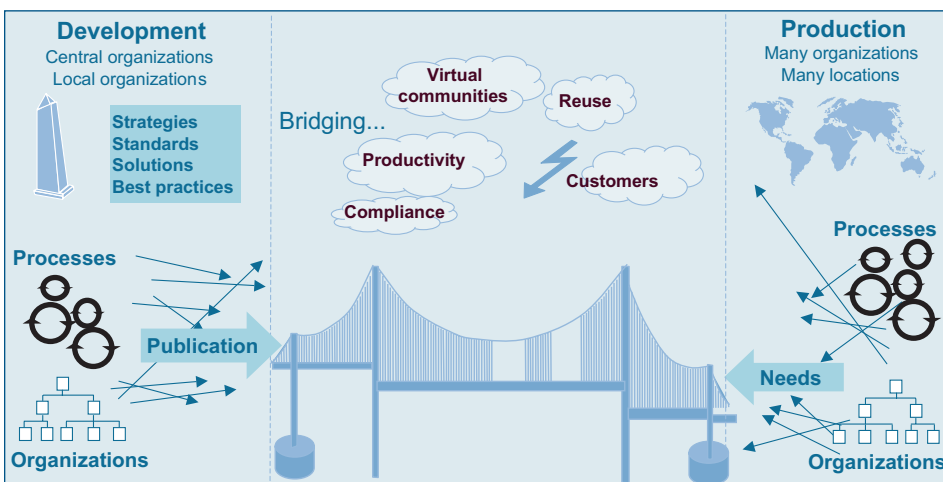 Development
Central organizations
Local organizations
Strategies
Standards
Solutions
Best practices
Processes
Publication
Organizations
Bridging...
Virtual
communities
Reuse
Productivity
Customers
Compliance
Production
Many organizations
Many locations
Processes
Needs
Organizations